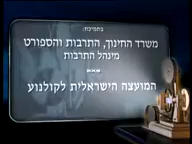 בתמיכת:
משרד החינוך, התרבות והספורט
מינהל התרבות
המועצה הישראלית לקולנוע